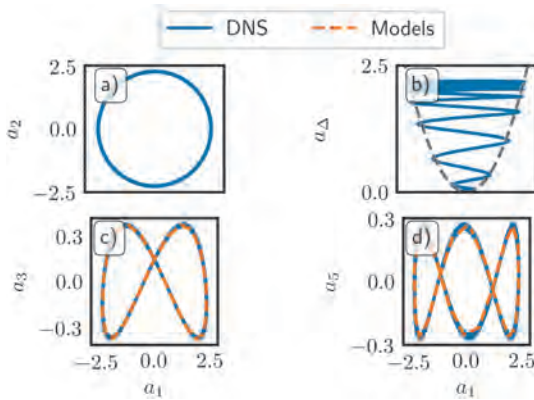 DNS Models
2.5 a) 2.5 b)
a₂ 0.0 a_Δ
−2.5 0.0
0.3 c) 0.3 d)
a₃ 0.0 a₅ 0.0
−0.3 −0.3
−2.5 0.0 2.5 −2.5 0.0 2.5
a₁ a₁